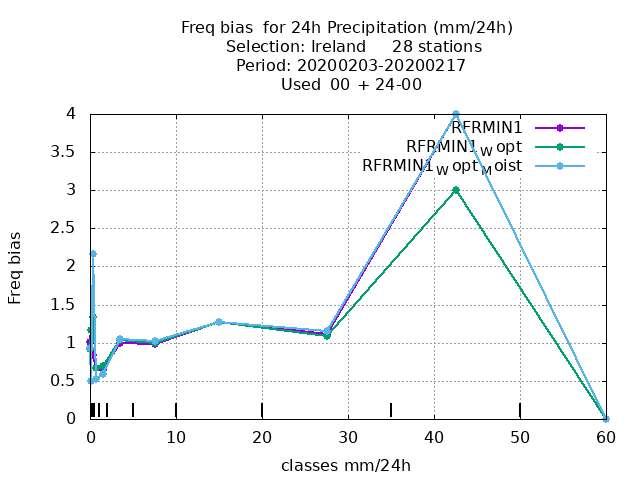 Freq bias  for 24h Precipitation (mm/24h)
Selection: Ireland     28 stations
Period: 20200203-20200217
Used  00 + 24-00
RFRMIN1
RFRMIN1_W opt
RFRMIN1_W opt_M oist
4
3.5
3
2.5
2
1.5
1
0.5
0
Freq bias
0 10 20 30 40 50 60
classes mm/24h